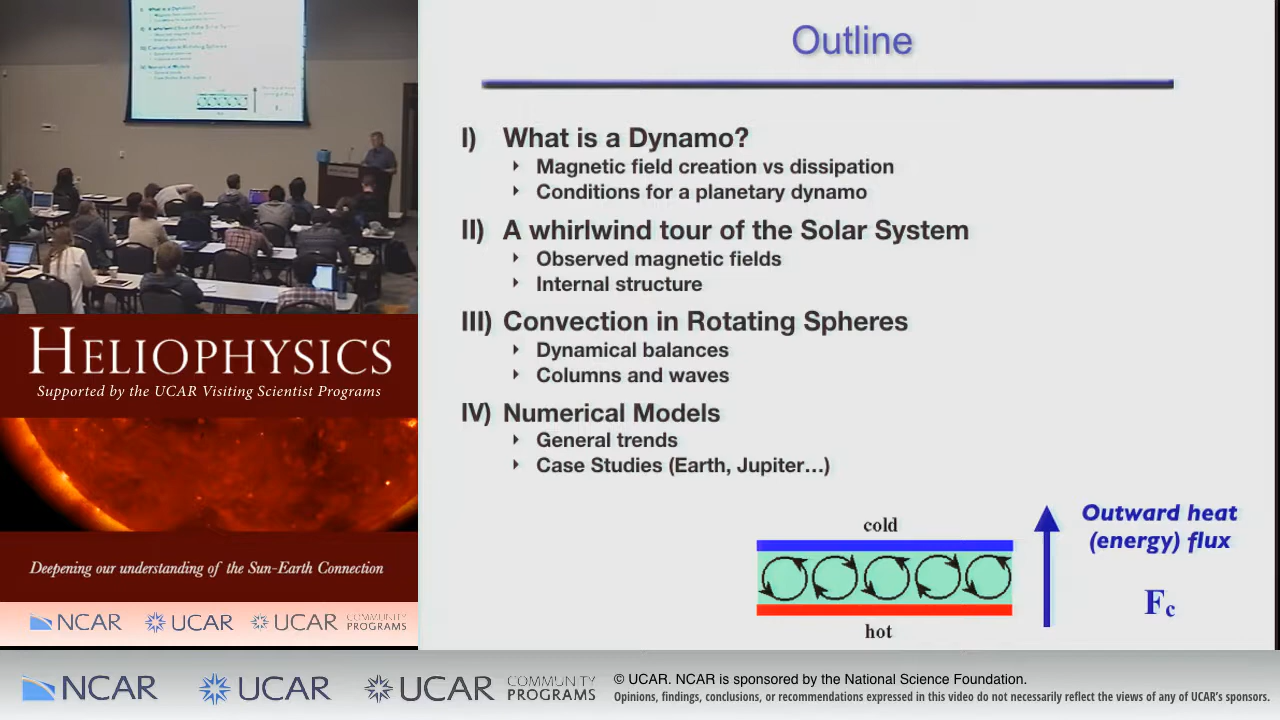 Outline
I) What is a Dynamo?
Magnetic field creation vs dissipation
Conditions for a planetary dynamo
II) A whirlwind tour of the Solar System
Observed magnetic fields
Internal structure
III) Convection in Rotating Spheres
Dynamical balances
Columns and waves
IV) Numerical Models
General trends
Case Studies (Earth, Jupiter...)
cold
hot
Outward heat
(energy) flux
Fc
HELIOPHYSICS
Supported by the UCAR Visiting Scientist Programs
Deepening our understanding of the Sun-Earth Connection
NCAR UCAR UCAR COMMUNITY PROGRAMS
NCAR UCAR UCAR COMMUNITY PROGRAMS
© UCAR. NCAR is sponsored by the National Science Foundation.
Opinions, findings, conclusions, or recommendations expressed in this video do not necessarily reflect the views of any of UCAR's sponsors.